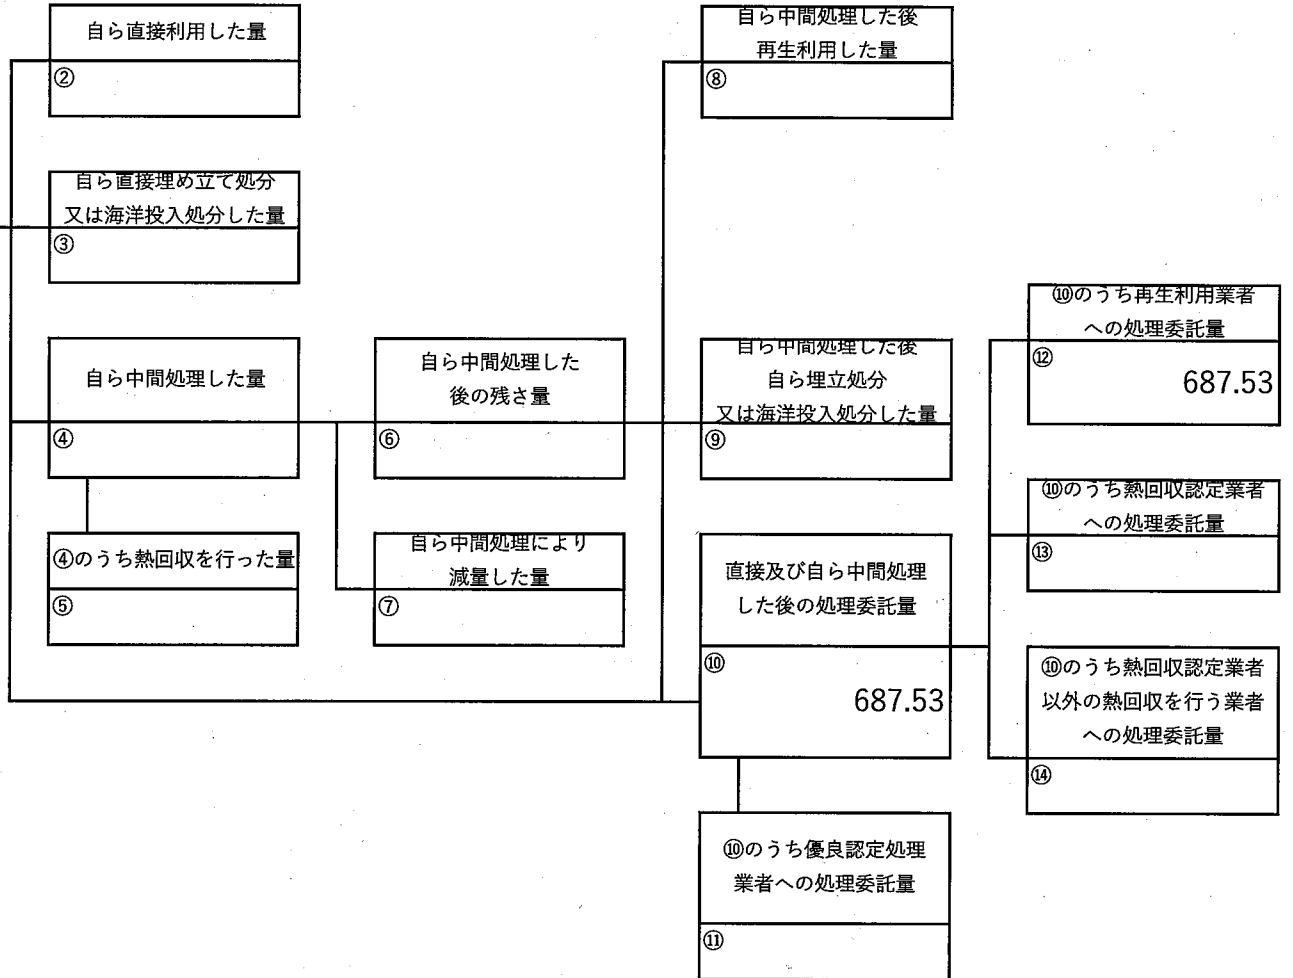 自ら直接利用した量
②
自ら直接埋め立て処分
又は海洋投入処分した量
③
自ら中間処理した量
④
④のうち熱回収を行った量
⑤
自ら中間処理した
後の残さ量
⑥
自ら中間処理により
減量した量
⑦
自ら中間処理した後
再生利用した量
⑧
自ら中間処理した後
自ら埋立処分
又は海洋投入処分した量
⑨
直接及び自ら中間処理
した後の処理委託量
⑩
687.53
⑩のうち優良認定処理
業者への処理委託量
⑪
⑩のうち再生利用業者
への処理委託量
⑫
687.53
⑩のうち熱回収認定業者
への処理委託量
⑬
⑩のうち熱回収認定業者
以外の熱回収を行う業者
への処理委託量
⑭